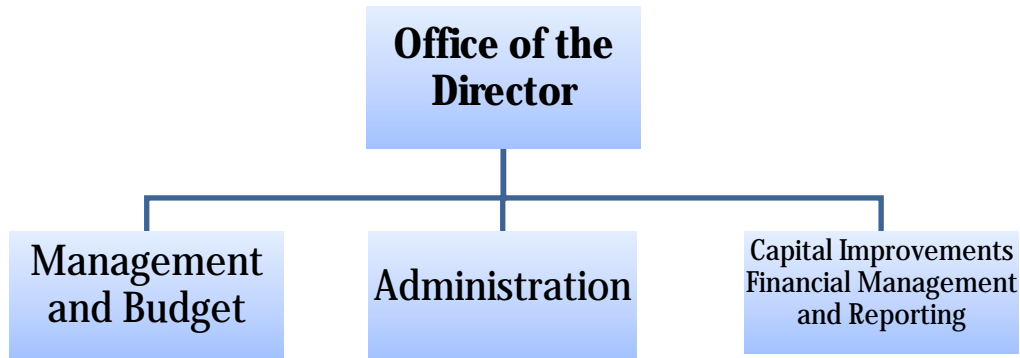 Office of the
Director
Management
and Budget
Administration
Capital Improvements
Financial Management
and Reporting